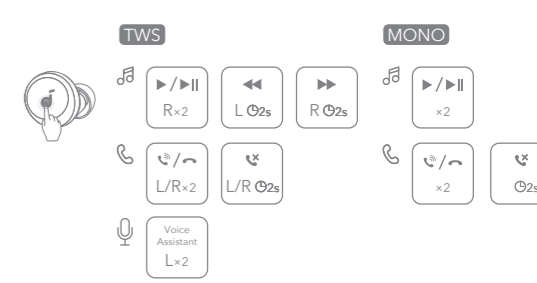 TWS
MONO
R×2
L 2s
R 2s
×2
L/R×2
L/R 2s
×2
2s
Voice
Assistant
L×2